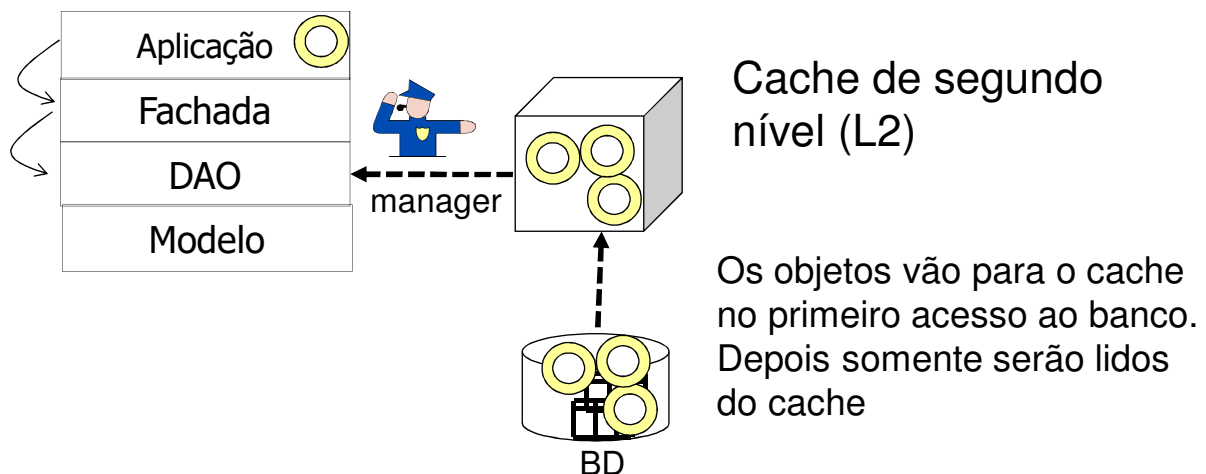 Aplicação
Fachada
DAO
Modelo
manager
BD
Cache de segundo
nível (L2)
Os objetos vão para o cache
no primeiro acesso ao banco.
Depois somente serão lidos
do cache